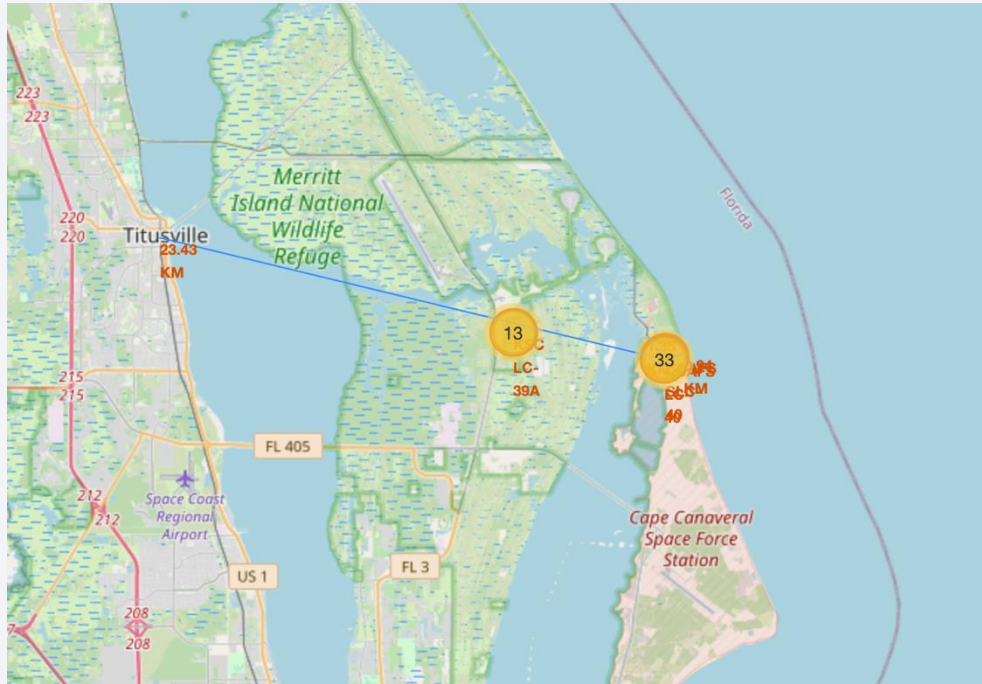 223
223
Merritt
Island National
Wildlife
Refuge
Florida
220
220
Titusville
23.43
KM
13
LC-
39A
33
KM
40
215
215
FL 405
212
212
Space Coast
Regional
Airport
Cape Canaveral
Space Force
Station
FL 3
US 1
208
208
7